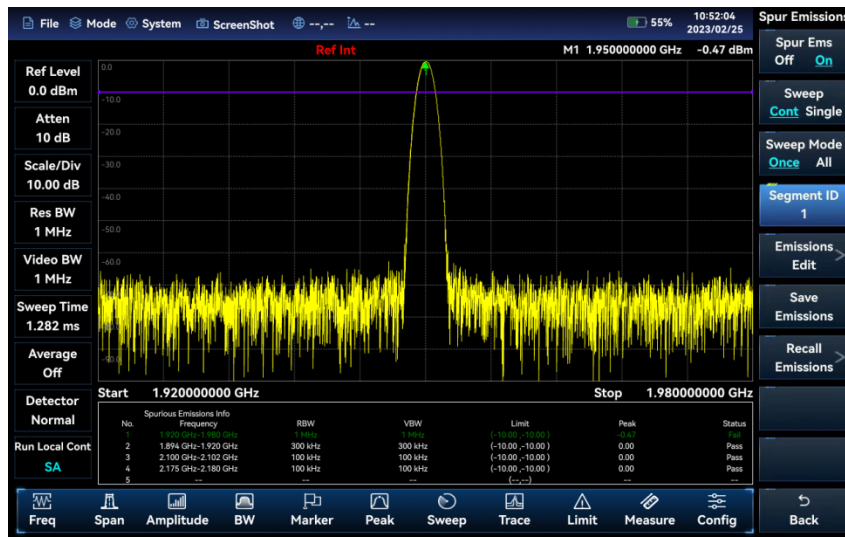 File Mode System ScreenShot --,-- -- 55% 10:52:04 2023/02/25
Spur Emissions
Ref Int M1 1.950000000 GHz -0.47 dBm
Ref Level
0.0 dBm
Atten
10 dB
Scale/Div
10.00 dB
Res BW
1 MHz
Video BW
1 MHz
Sweep Time
1.282 ms
Average
Off
Detector
Normal
Run Local Cont
SA
0.0
-10.0
-20.0
-30.0
-40.0
-50.0
-60.0
-90.0
Start 1.920000000 GHz Stop 1.980000000 GHz
Spurious Emissions Info
No. Frequency RBW VBW Limit Peak Status
1 1.920 GHz-1.980 GHz 1 MHz 1 MHz (-10.00 ,-10.00 ) -0.47 Fail
2 1.894 GHz-1.920 GHz 300 kHz 300 kHz (-10.00 ,-10.00 ) 0.00 Pass
3 2.100 GHz-2.102 GHz 100 kHz 100 kHz (-10.00 ,-10.00 ) 0.00 Pass
4 2.175 GHz-2.180 GHz 100 kHz 100 kHz (-10.00 ,-10.00 ) 0.00 Pass
5 -- -- -- (--,--) -- --
Spur Ems
Off On
Sweep
Cont Single
Sweep Mode
Once All
Segment ID
1
Emissions >
Edit
Save
Emissions
Recall >
Emissions
Freq Span Amplitude BW Marker Peak Sweep Trace Limit Measure Config
Back